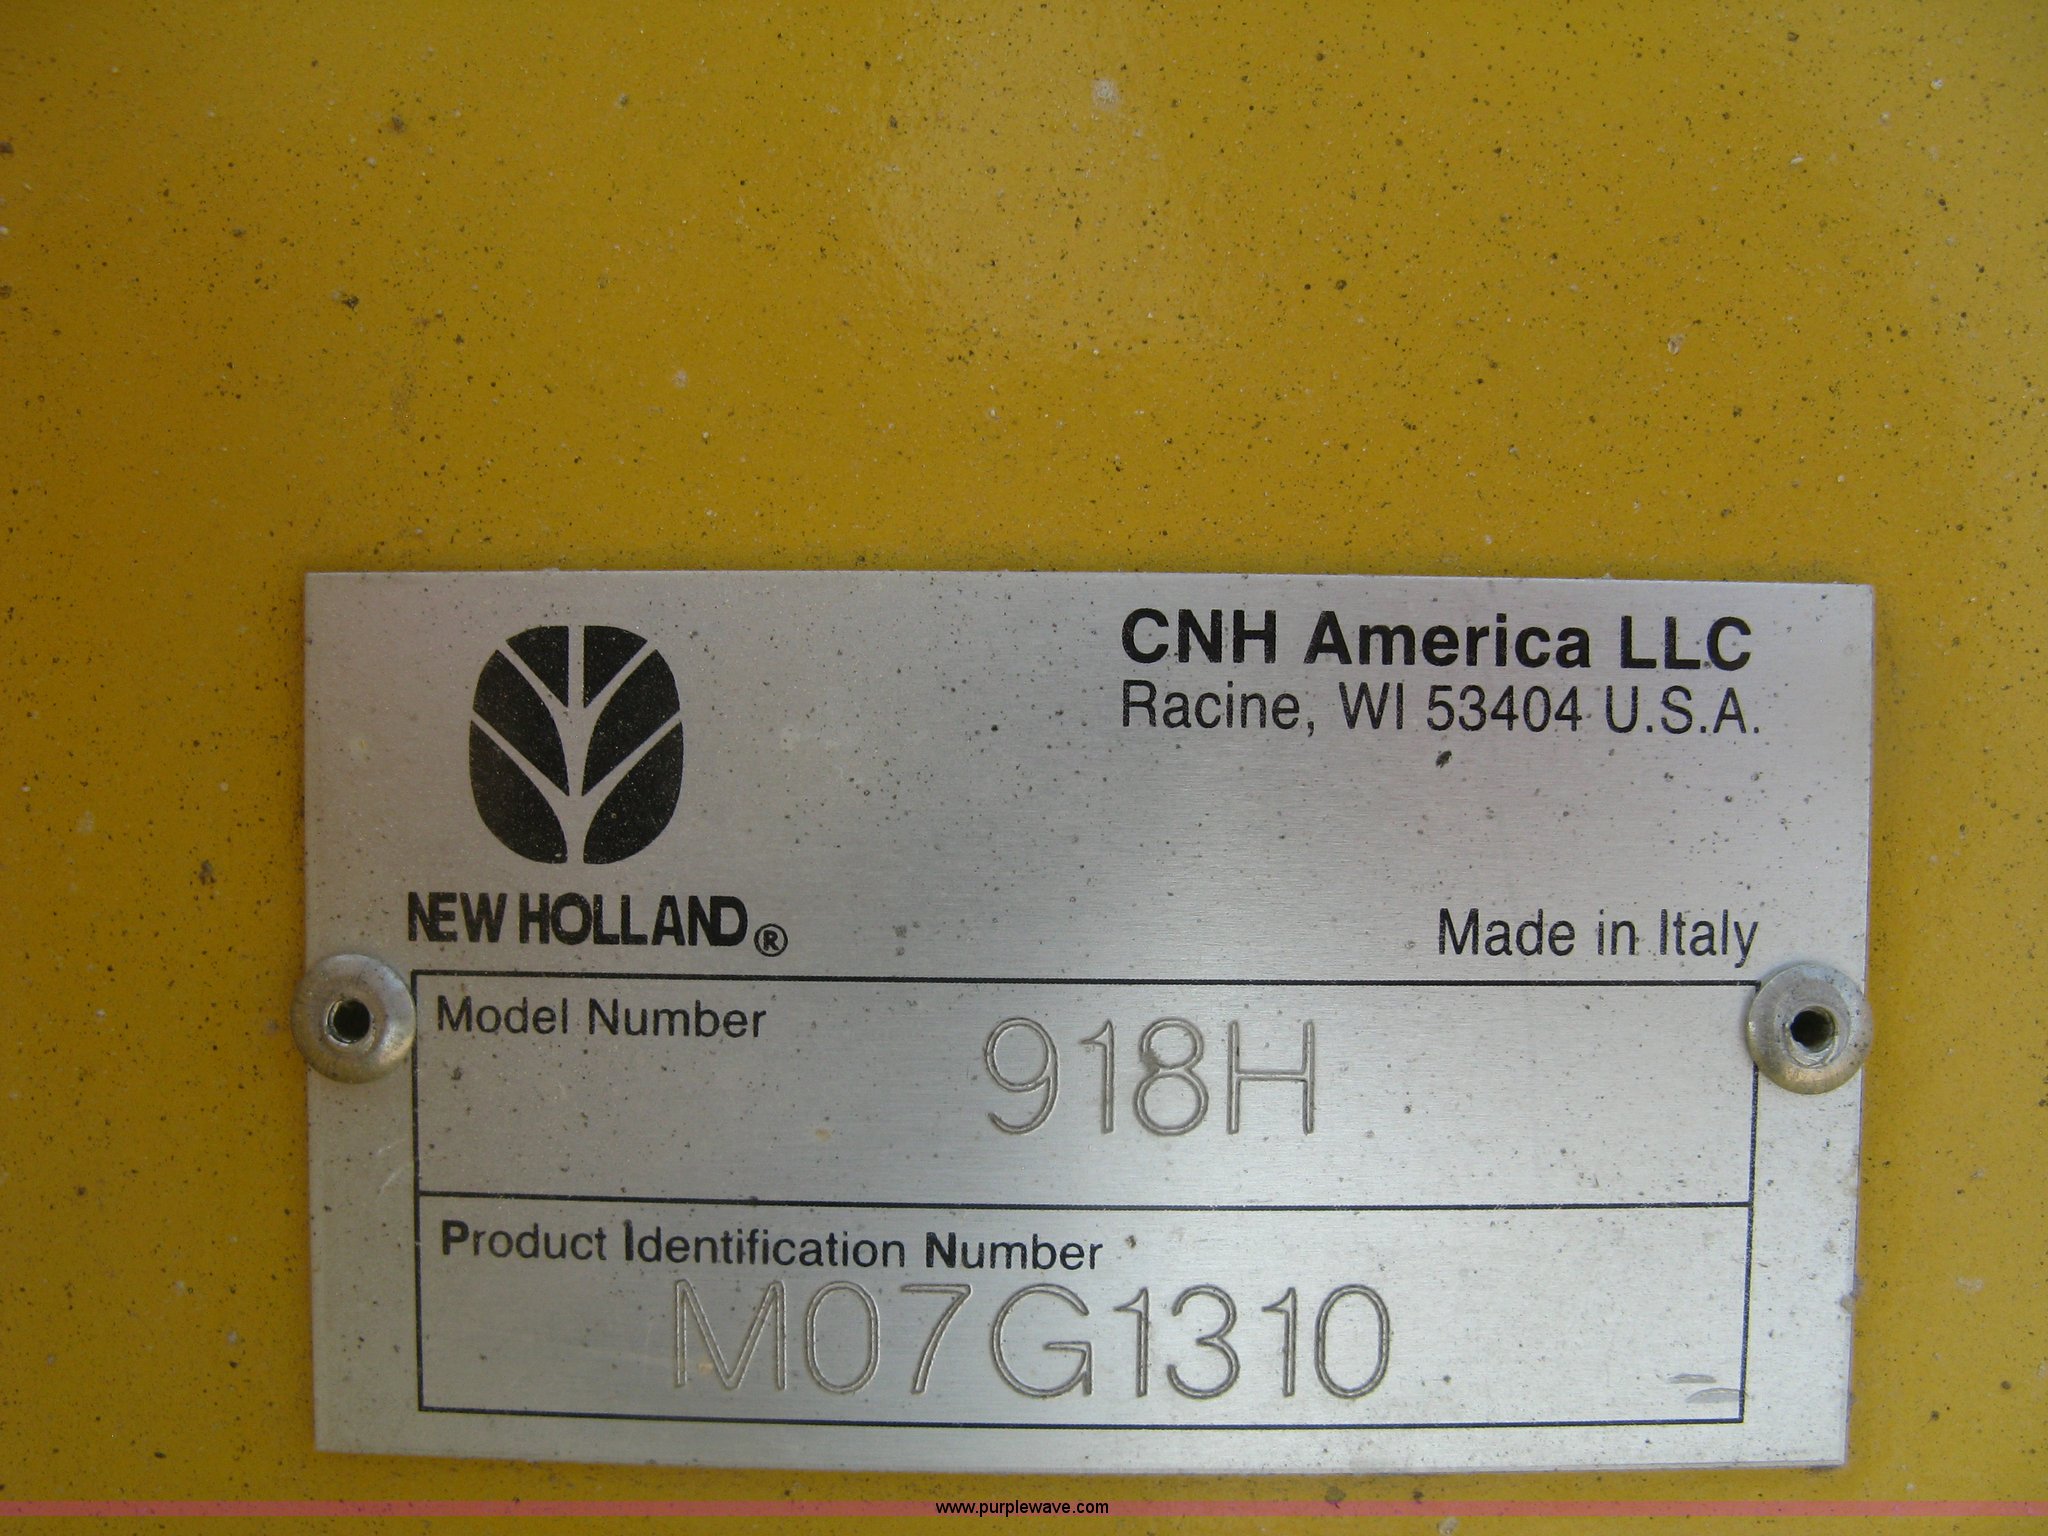 CNH America LLC
Racine, WI 53404 U.S.A.
NEW HOLLAND®
Made in Italy
Model Number
918H
Product Identification Number
M07G1310
www.purplewave.com